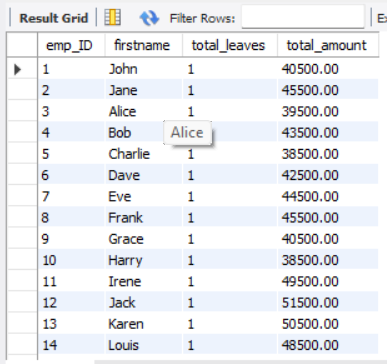 Result Grid Filter Rows: E
emp_ID firstname total_leaves total_amount
1 John 1 40500.00
2 Jane 1 45500.00
3 Alice 1 39500.00
4 Bob 1 43500.00
Alice
5 Charlie 1 38500.00
6 Dave 1 42500.00
7 Eve 1 44500.00
8 Frank 1 45500.00
9 Grace 1 40500.00
10 Harry 1 38500.00
11 Irene 1 49500.00
12 Jack 1 51500.00
13 Karen 1 50500.00
14 Louis 1 48500.00